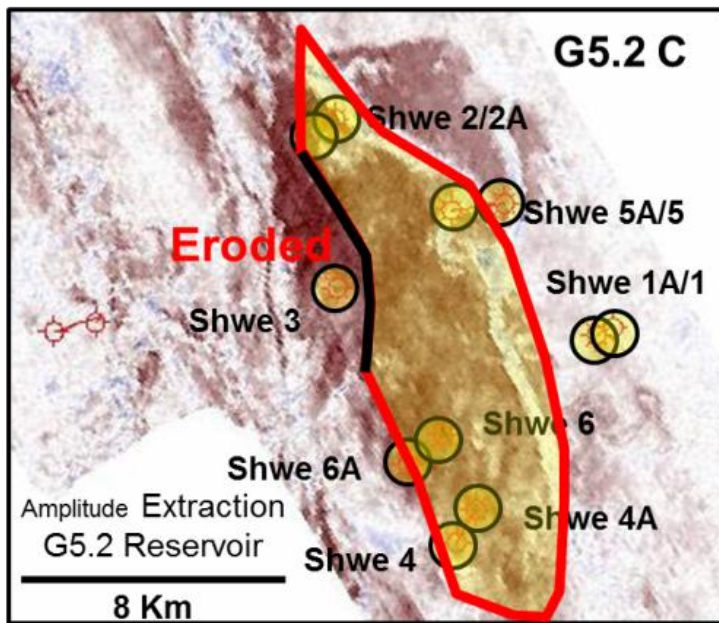 G5.2 C
Shwe 2/2A
Shwe 5A/5
Eroded
Shwe 1A/1
Shwe 3
Shwe 6
Shwe 6A
Amplitude Extraction
G5.2 Reservoir
Shwe 4A
Shwe 4
8 Km